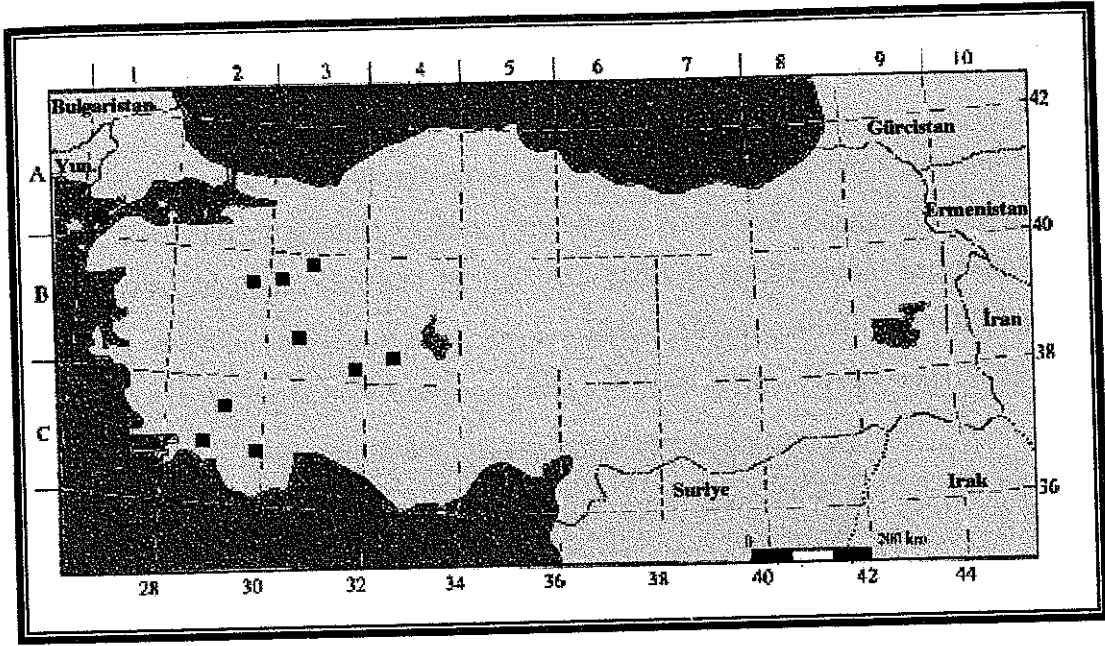 1 2 3 4 5 6 7 8 9 10
Bulgaristan
42
Gürcistan
Yun.
A
Ermenistan
40
B
İran
38
C
Suriye
Irak
36
0 200 km
28 30 32 34 36 38 40 42 44